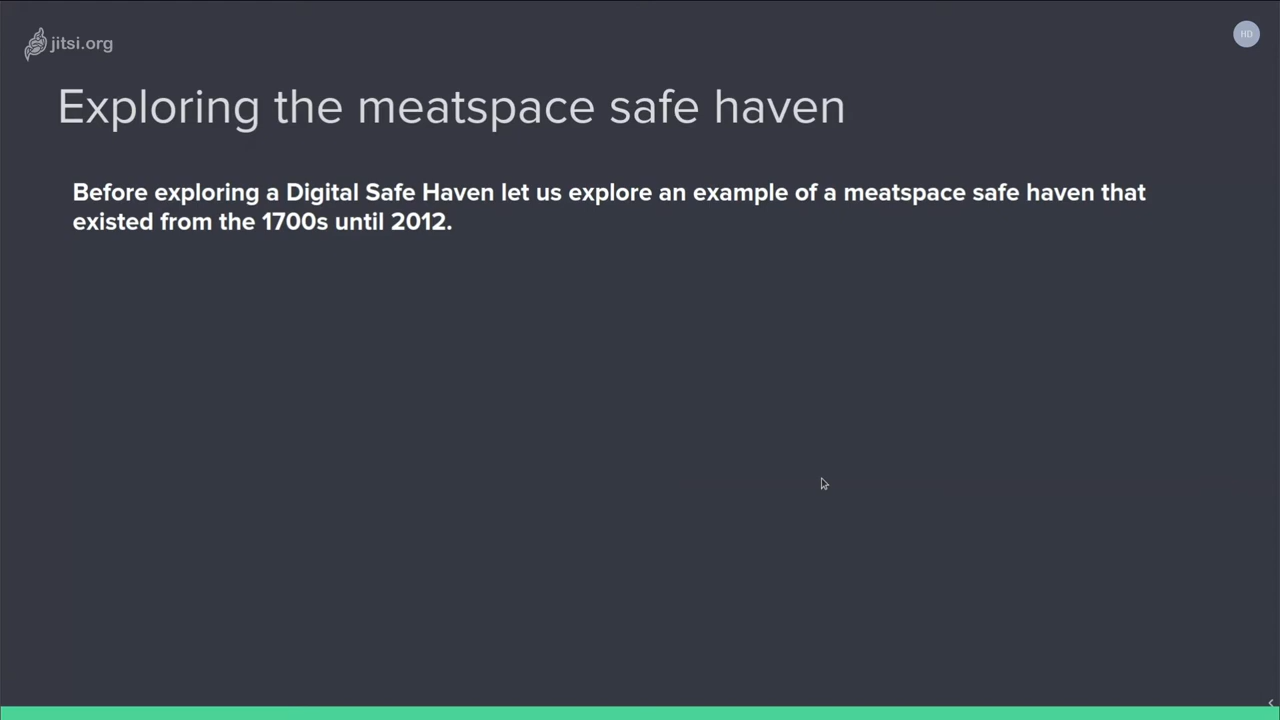 jitsi.org
HD
Exploring the meatspace safe haven
Before exploring a Digital Safe Haven let us explore an example of a meatspace safe haven that
existed from the 1700s until 2012.